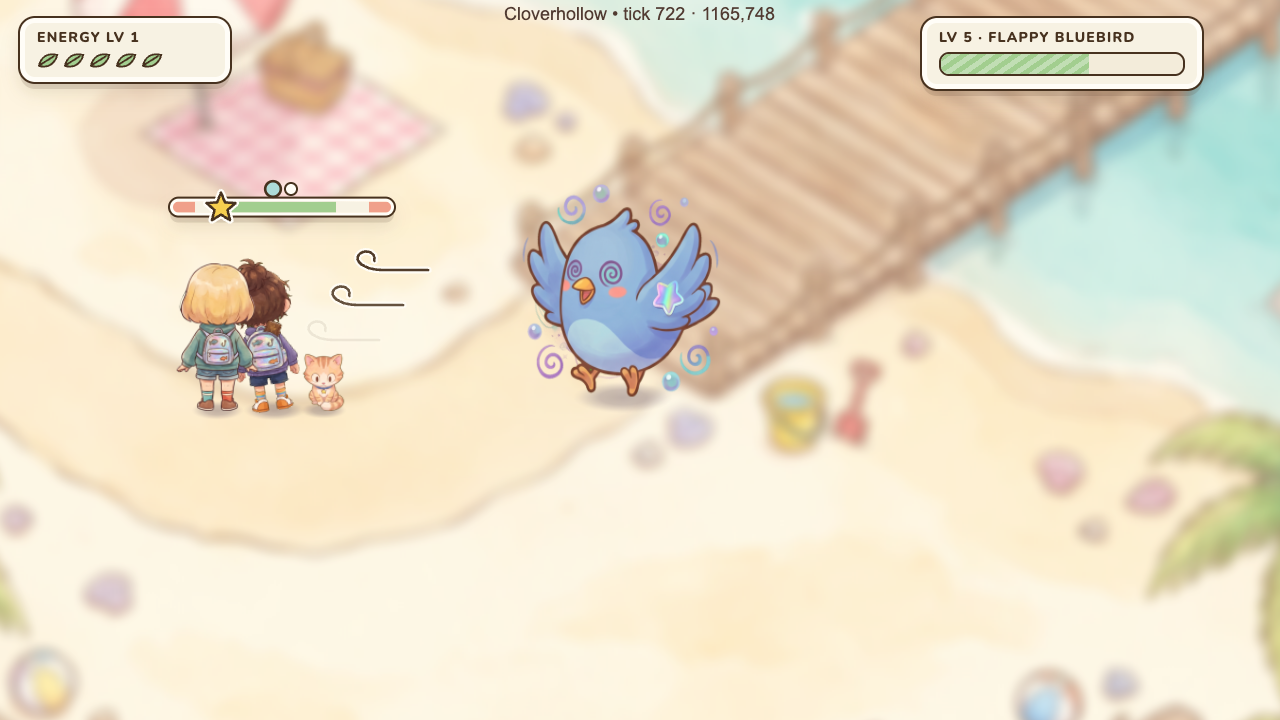 Cloverhollow • tick 722 · 1165,748
ENERGY LV 1
LV 5 · FLAPPY BLUEBIRD